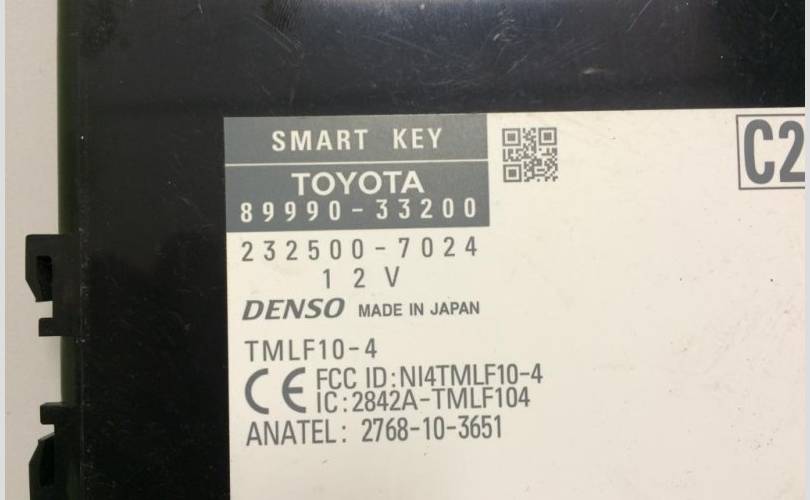 SMART KEY
TOYOTA
89990-33200
232500-7024
12V
DENSO MADE IN JAPAN
TMLF10-4
CE FCC ID:NI4TMLF10-4
IC:2842A-TMLF104
ANATEL: 2768-10-3651
C2